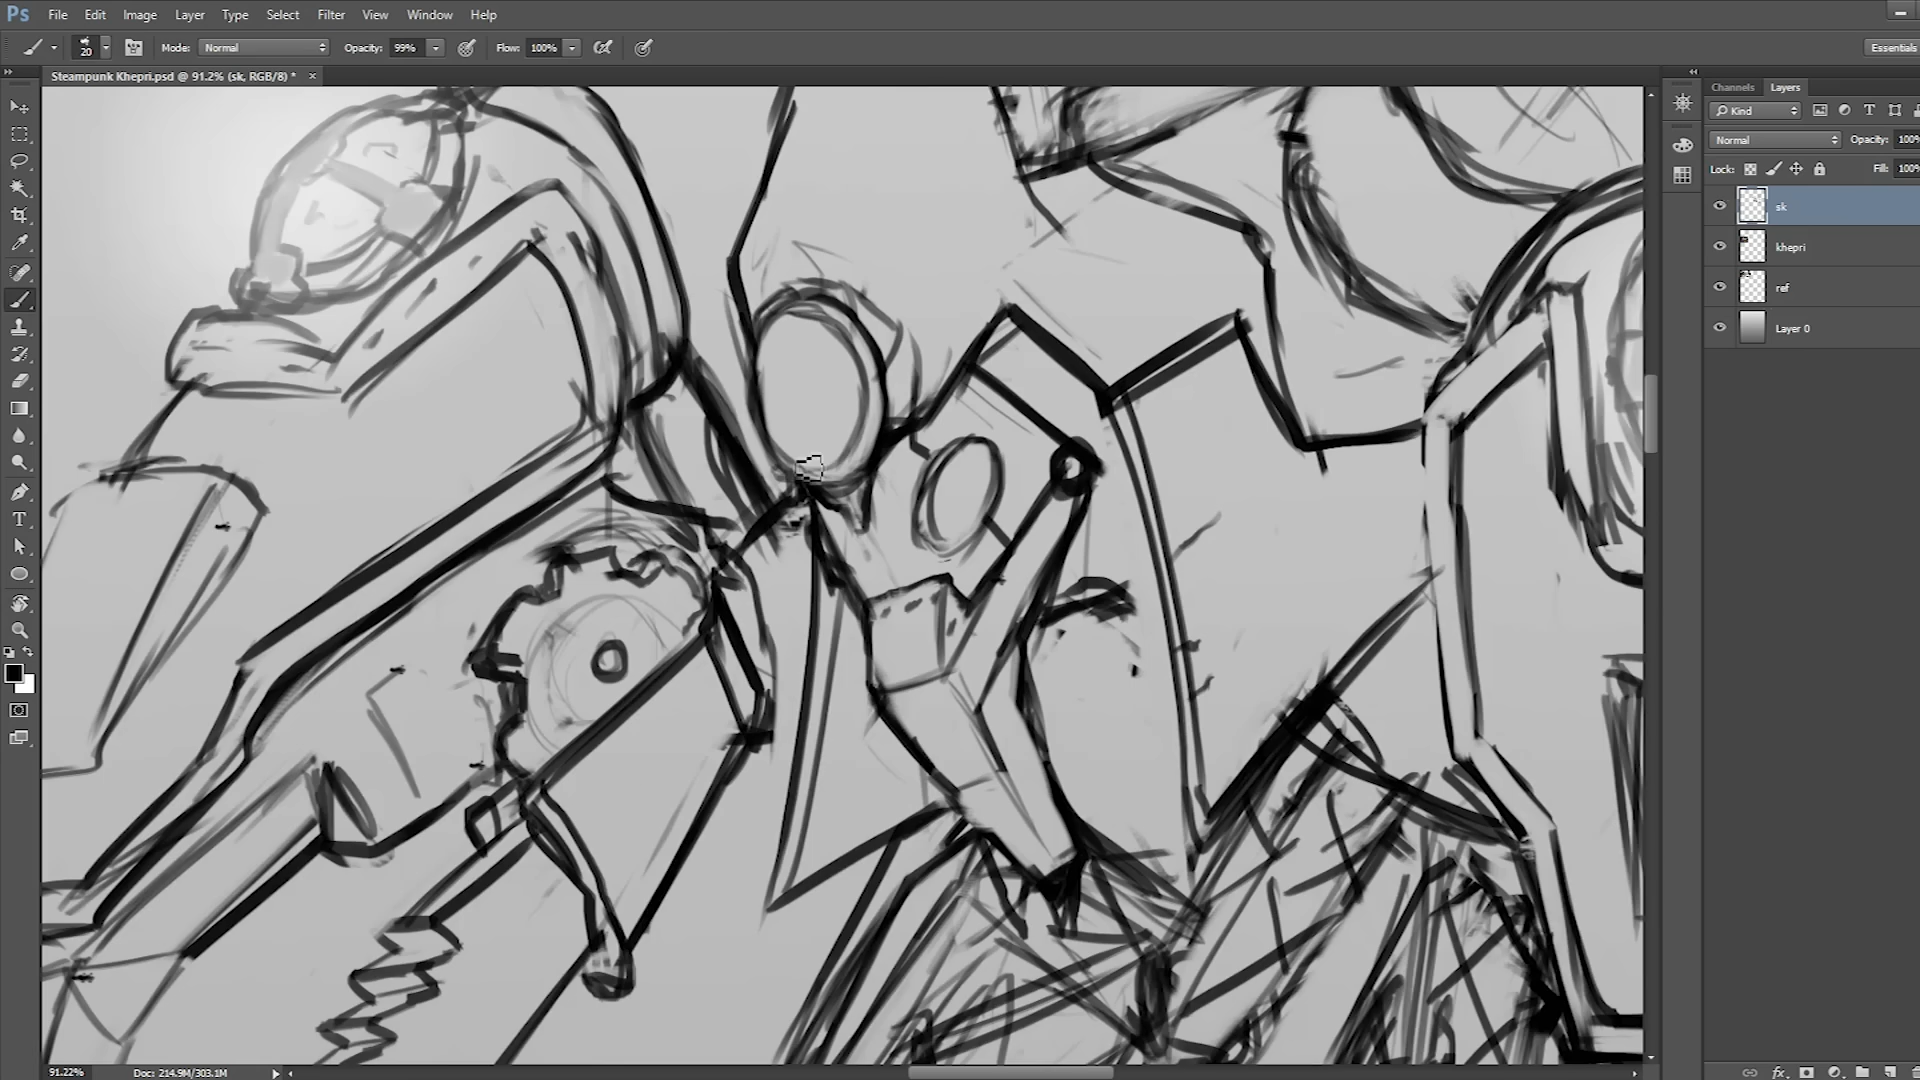 Ps File Edit Image Layer Type Select Filter View Window Help
20 Mode: Normal Opacity: 99% Flow: 100% Essentials
Steampunk Khepri.psd @ 91.2% (sk, RGB/8) * ×
Channels Layers
Kind
Normal Opacity: 100%
Lock: Fill: 100%
sk
khepri
ref
Layer 0
91.22% Doc: 214.9M/303.1M